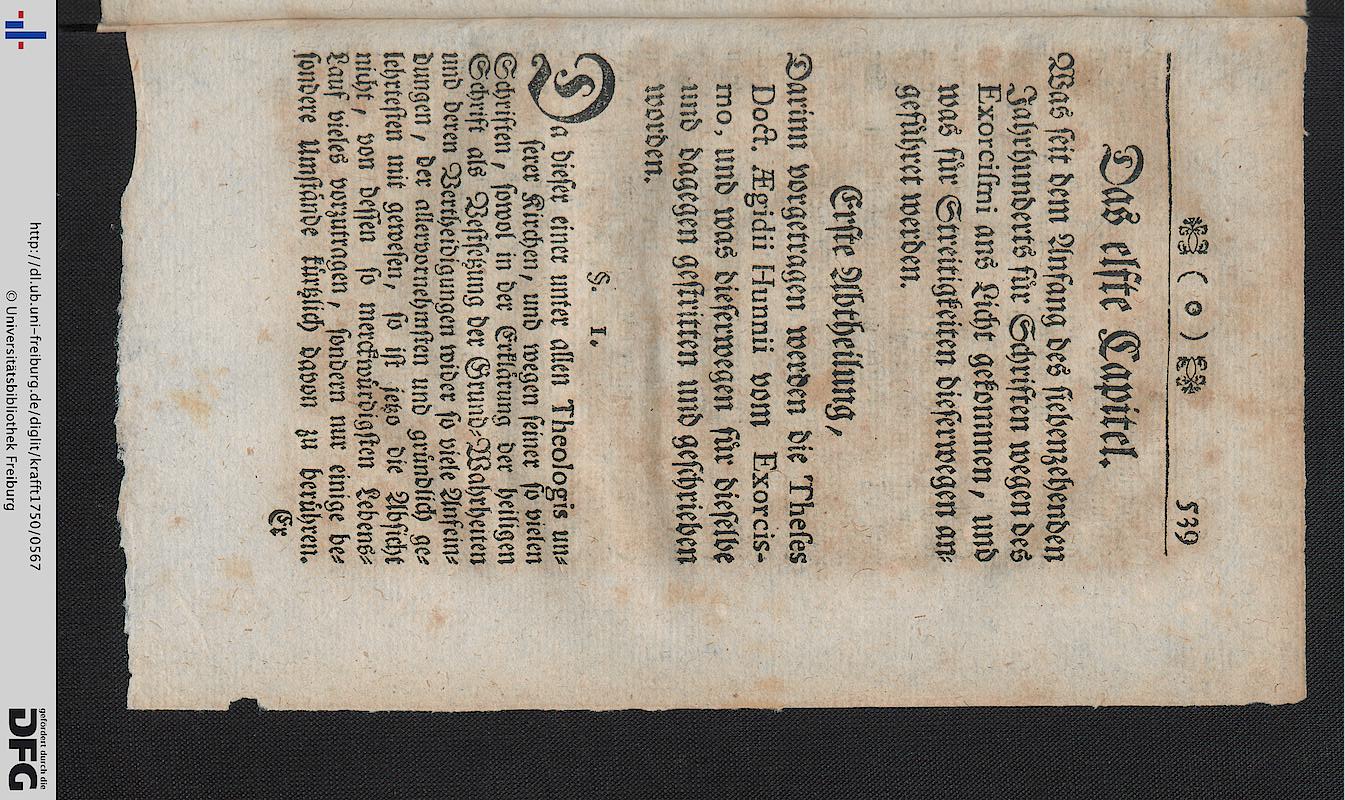 ( o ) 539
Das eilfte Capitel.
Was seit dem Anfang des siebenzehenden
Jahrhunderts für Schriften wegen des
Exorcismi ans Licht gekommen, und
was für Streitigkeiten dieserwegen an-
geführet werden.
Erste Abtheilung,
Darinn vorgetragen werden die Theses
Doct. Ægidii Hunnii vom Exorcis-
mo, und was dieserwegen für dieselbe
und dagegen gestritten und geschrieben
worden.
§. 1.
Da dieser einer unter allen Theologis un-
serer Kirchen, und wegen seiner so vielen
Schriften, sowol in der Erklärung der heiligen
Schrift als Vestsetzung der Grund-Wahrheiten
und deren Vertheidigungen wider so viele Anfein-
dungen, der allervornehmsten und gründlich ge-
lehrtesten mit gewesen, so ist jetzo die Absicht
nicht, von dessen so merckwürdigsten Lebens-
Lauf vieles vorzutragen, sondern nur einige be-
sondere Umstände kürtzlich davon zu berühren.
Er
http://dl.ub.uni-freiburg.de/diglit/krafft1750/0567
© Universitätsbibliothek Freiburg
gefördert durch die
DFG